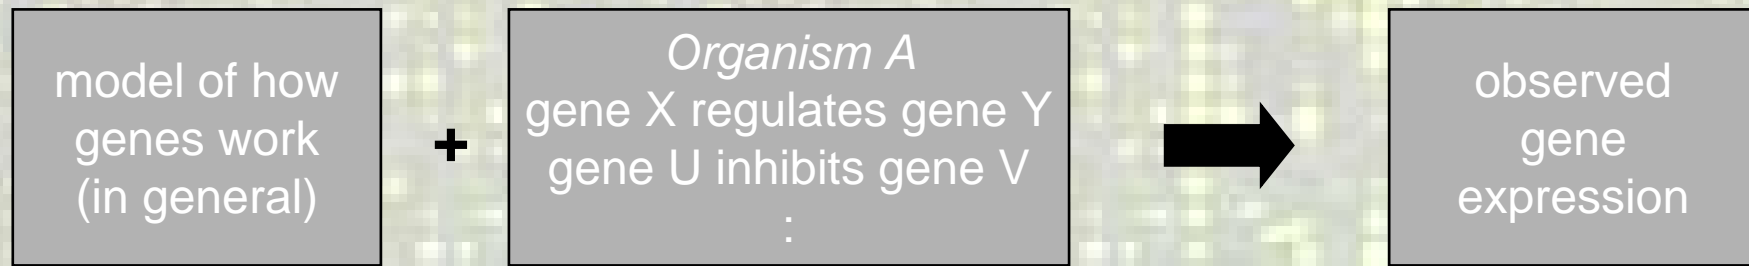 model of how
genes work
(in general)
+
Organism A
gene X regulates gene Y
gene U inhibits gene V
:
observed
gene
expression